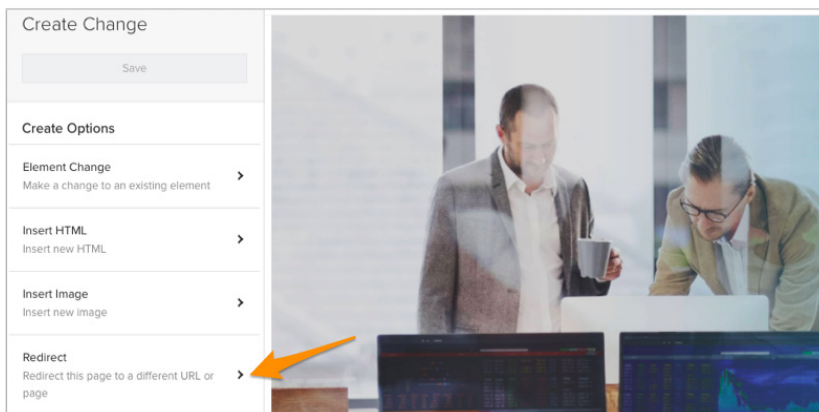 Create Change
Save
Create Options
Element Change
Make a change to an existing element
Insert HTML
Insert new HTML
Insert Image
Insert new image
Redirect
Redirect this page to a different URL or
page